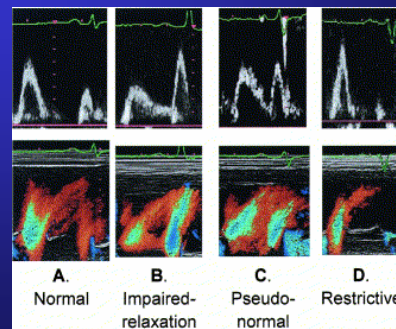 A.
Normal
B.
Impaired-
relaxation
C.
Pseudo-
normal
D.
Restrictive